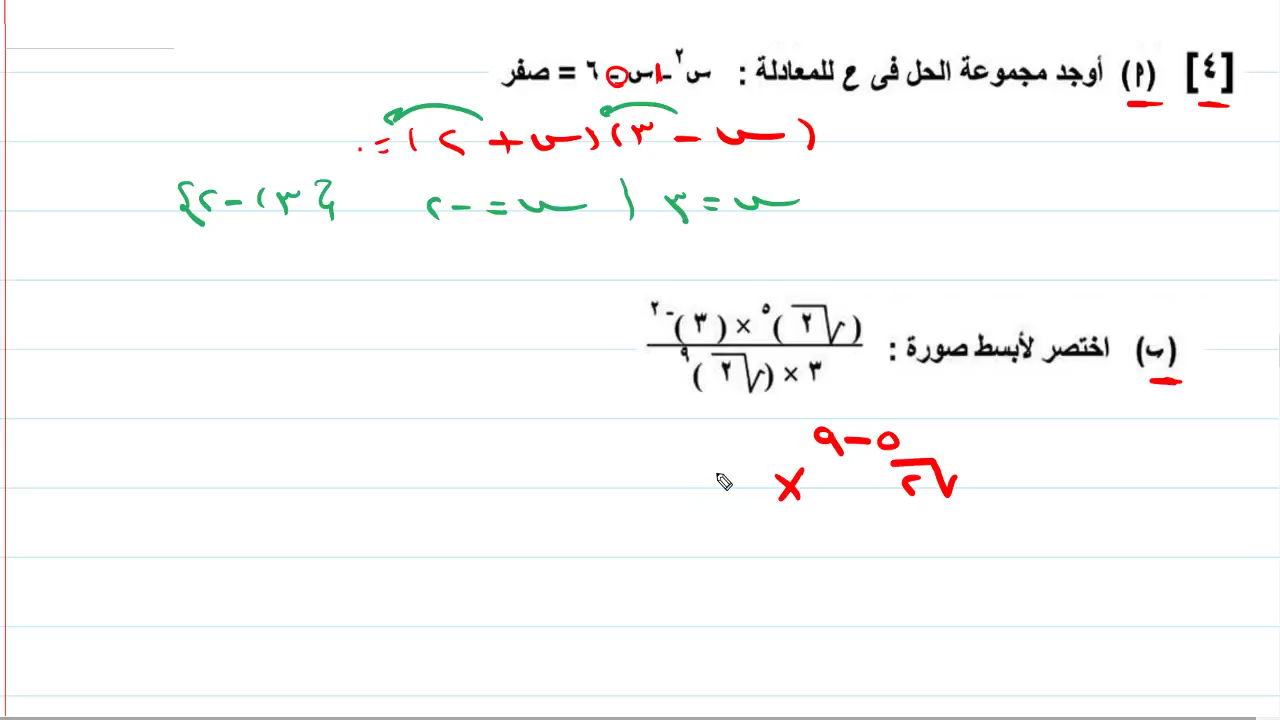 [٤] (م) أوجد مجموعة الحل فى ع للمعادلة : س٢ - ١س - ٦ = صفر
(س - ٣)(س + ٢) = ٠
س = ٣ ، س = -٢ {٣ ، -٢}
(ب) اختصر لأبسط صورة : (√٢)٥ × (٣)-٢ / ٣ × (√٢)٩
√٢ ٥-٩ ×